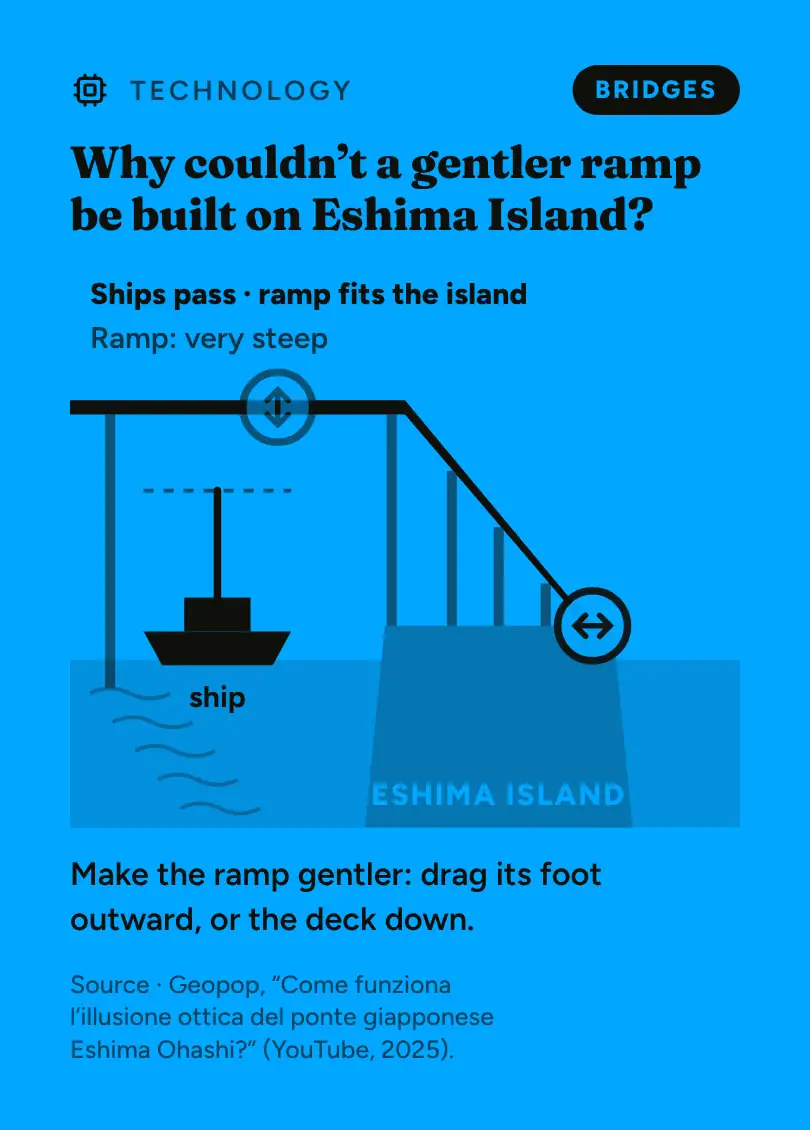 TECHNOLOGY
BRIDGES
Why couldn’t a gentler ramp
be built on Eshima Island?
Ships pass · ramp fits the island
Ramp: very steep
ship
ESHIMA ISLAND
Make the ramp gentler: drag its foot
outward, or the deck down.
Source · Geopop, “Come funziona
l’illusione ottica del ponte giapponese
Eshima Ohashi?” (YouTube, 2025).